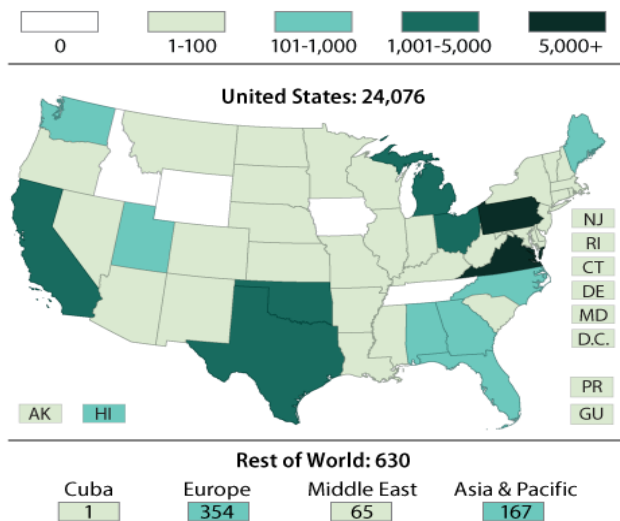 0 1-100 101-1,000 1,001-5,000 5,000+
United States: 24,076
NJ
RI
CT
DE
MD
D.C.
PR
AK HI GU
Rest of World: 630
Cuba Europe Middle East Asia & Pacific
1 354 65 167